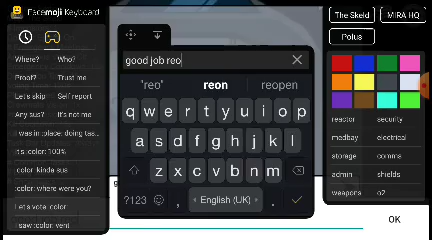 Facemoji Keyboard
Where? Who?
Proof? Trust me
Let's skip Self report
Any sus? It's not me
I was in :place: doing :tas...
I'm :color: 100%
:color: kinda sus
:color: where were you?
Let's vote :color:
I saw :color: vent
good job reo
"reo" reon reopen
q w e r t y u i o p
a s d f g h j k l
z x c v b n m
?123 , English (UK) .
The Skeld MIRA HQ
Polus
reactor security
medbay electrical
storage comms
admin shields
weapons o2
OK